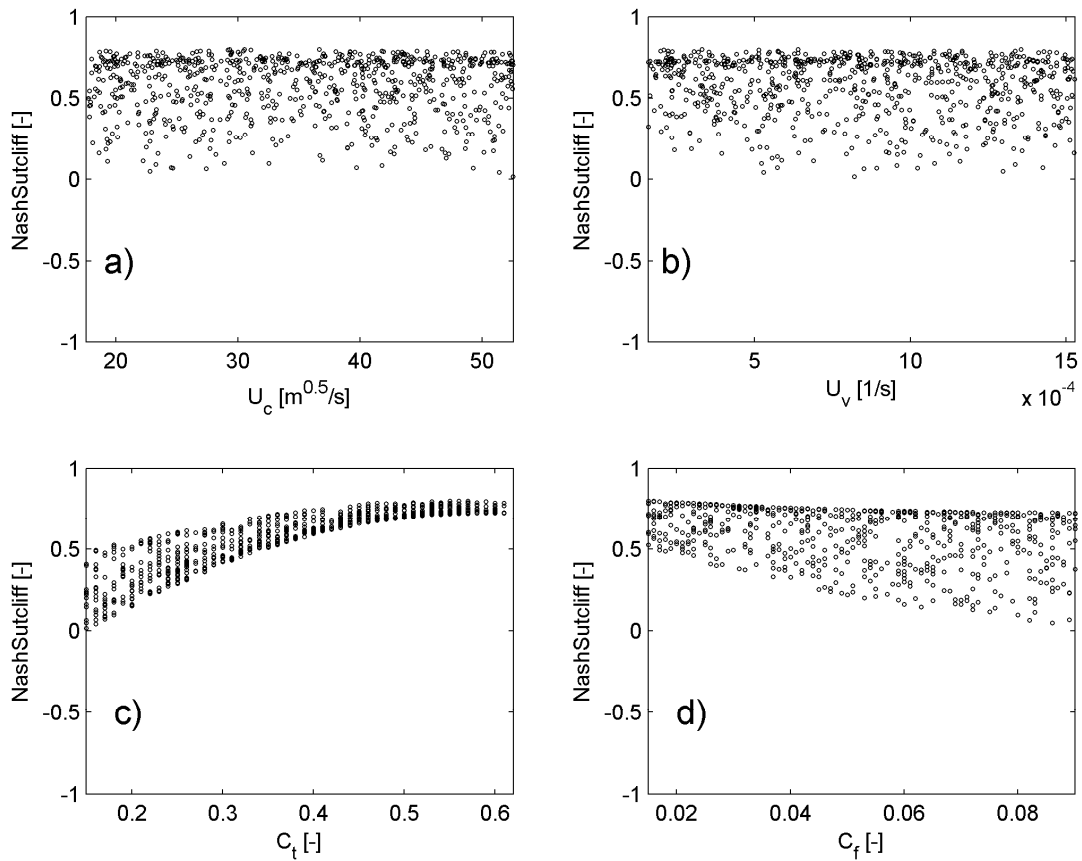 1
0.5
0
-0.5
-1
NashSutcliff [-]
a)
20 30 40 50
U_c [m^0.5/s]
1
0.5
0
-0.5
-1
NashSutcliff [-]
b)
5 10 15
U_v [1/s]
x 10^-4
1
0.5
0
-0.5
-1
NashSutcliff [-]
c)
0.2 0.3 0.4 0.5 0.6
C_t [-]
1
0.5
0
-0.5
-1
NashSutcliff [-]
d)
0.02 0.04 0.06 0.08
C_f [-]